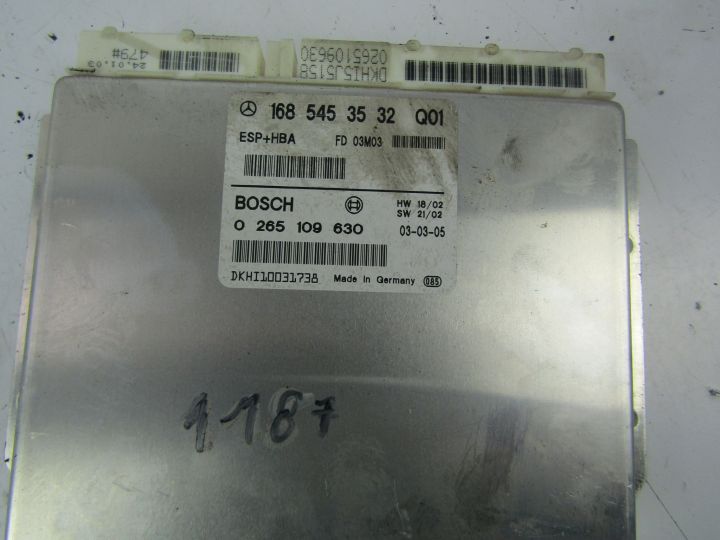 24.01.03
479#
DKHI5J5158
0265109630
168 545 35 32 Q01
ESP+HBA FD 03M03
BOSCH HW 18/02
SW 21/02
0 265 109 630 03-03-05
DKHI10031738 Made in Germany 085
1187